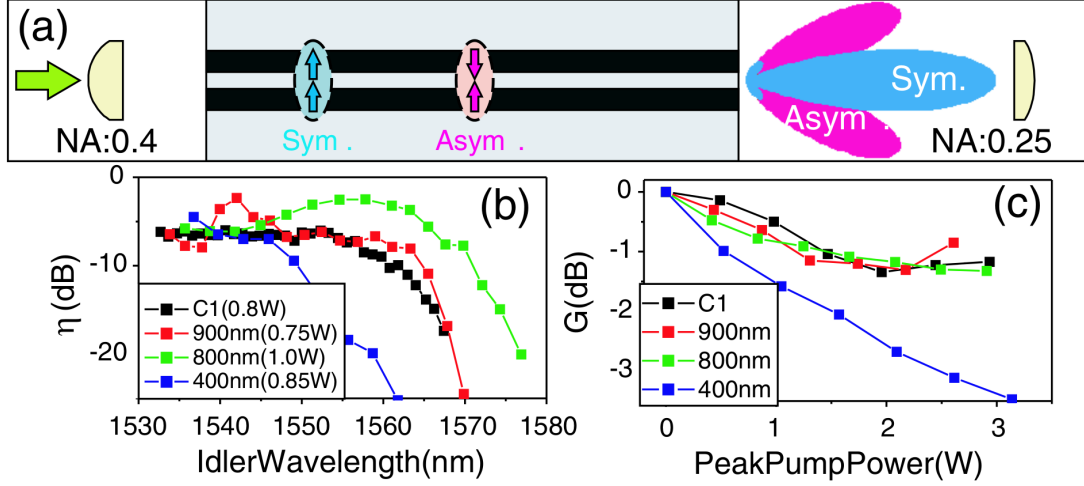 (a)
NA:0.4
Sym .
Asym .
Sym.
Asym .
NA:0.25
(b)
0
-10
-20
η(dB)
C1(0.8W)
900nm(0.75W)
800nm(1.0W)
400nm(0.85W)
1530 1540 1550 1560 1570 1580
IdlerWavelength(nm)
(c)
0
-1
-2
-3
G(dB)
C1
900nm
800nm
400nm
0 1 2 3
PeakPumpPower(W)